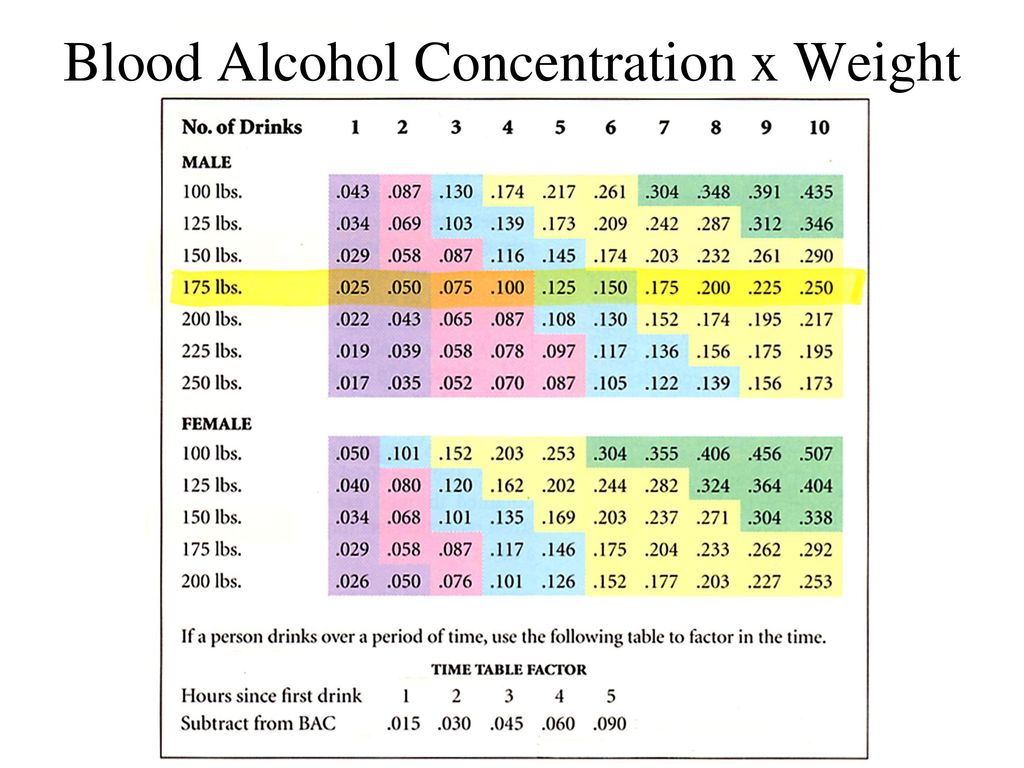 Blood Alcohol Concentration x Weight
No. of Drinks 1 2 3 4 5 6 7 8 9 10
MALE
100 lbs. .043 .087 .130 .174 .217 .261 .304 .348 .391 .435
125 lbs. .034 .069 .103 .139 .173 .209 .242 .287 .312 .346
150 lbs. .029 .058 .087 .116 .145 .174 .203 .232 .261 .290
175 lbs. .025 .050 .075 .100 .125 .150 .175 .200 .225 .250
200 lbs. .022 .043 .065 .087 .108 .130 .152 .174 .195 .217
225 lbs. .019 .039 .058 .078 .097 .117 .136 .156 .175 .195
250 lbs. .017 .035 .052 .070 .087 .105 .122 .139 .156 .173
FEMALE
100 lbs. .050 .101 .152 .203 .253 .304 .355 .406 .456 .507
125 lbs. .040 .080 .120 .162 .202 .244 .282 .324 .364 .404
150 lbs. .034 .068 .101 .135 .169 .203 .237 .271 .304 .338
175 lbs. .029 .058 .087 .117 .146 .175 .204 .233 .262 .292
200 lbs. .026 .050 .076 .101 .126 .152 .177 .203 .227 .253
If a person drinks over a period of time, use the following table to factor in the time.
TIME TABLE FACTOR
Hours since first drink 1 2 3 4 5
Subtract from BAC .015 .030 .045 .060 .090